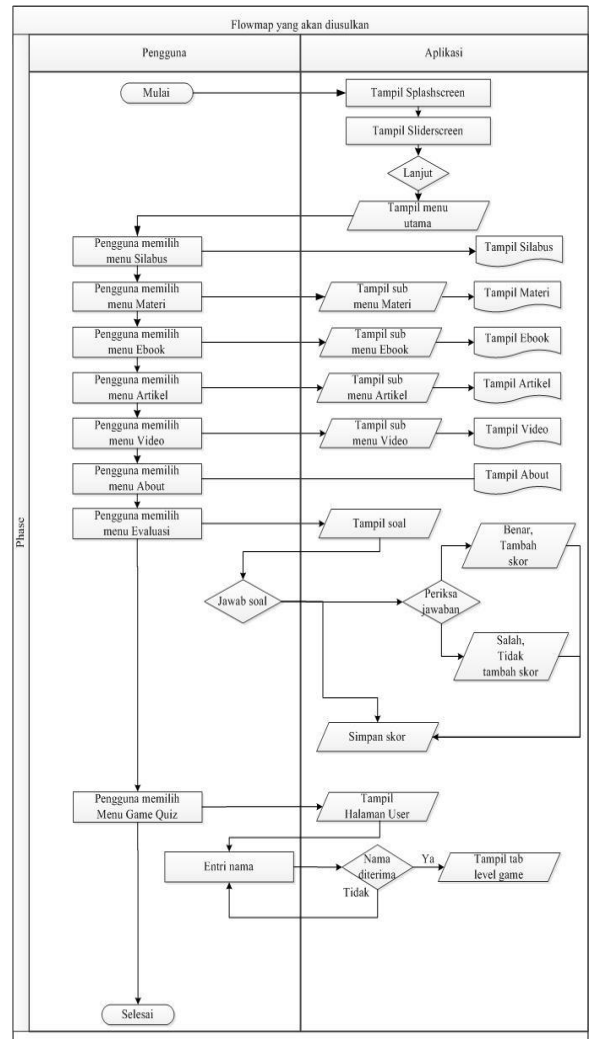 Flowmap yang akan diusulkan
Pengguna
Aplikasi
Phase
Mulai
Tampil Splashscreen
Tampil Sliderscreen
Lanjut
Tampil menu
utama
Pengguna memilih
menu Silabus
Tampil Silabus
Pengguna memilih
menu Materi
Tampil sub
menu Materi
Tampil Materi
Pengguna memilih
menu Ebook
Tampil sub
menu Ebook
Tampil Ebook
Pengguna memilih
menu Artikel
Tampil sub
menu Artikel
Tampil Artikel
Pengguna memilih
menu Video
Tampil sub
menu Video
Tampil Video
Pengguna memilih
menu About
Tampil About
Pengguna memilih
menu Evaluasi
Tampil soal
Benar,
Tambah
skor
Jawab soal
Periksa
jawaban
Salah,
Tidak
tambah skor
Simpan skor
Pengguna memilih
Menu Game Quiz
Tampil
Halaman User
Entri nama
Nama
diterima
Ya
Tidak
Tampil tab
level game
Selesai